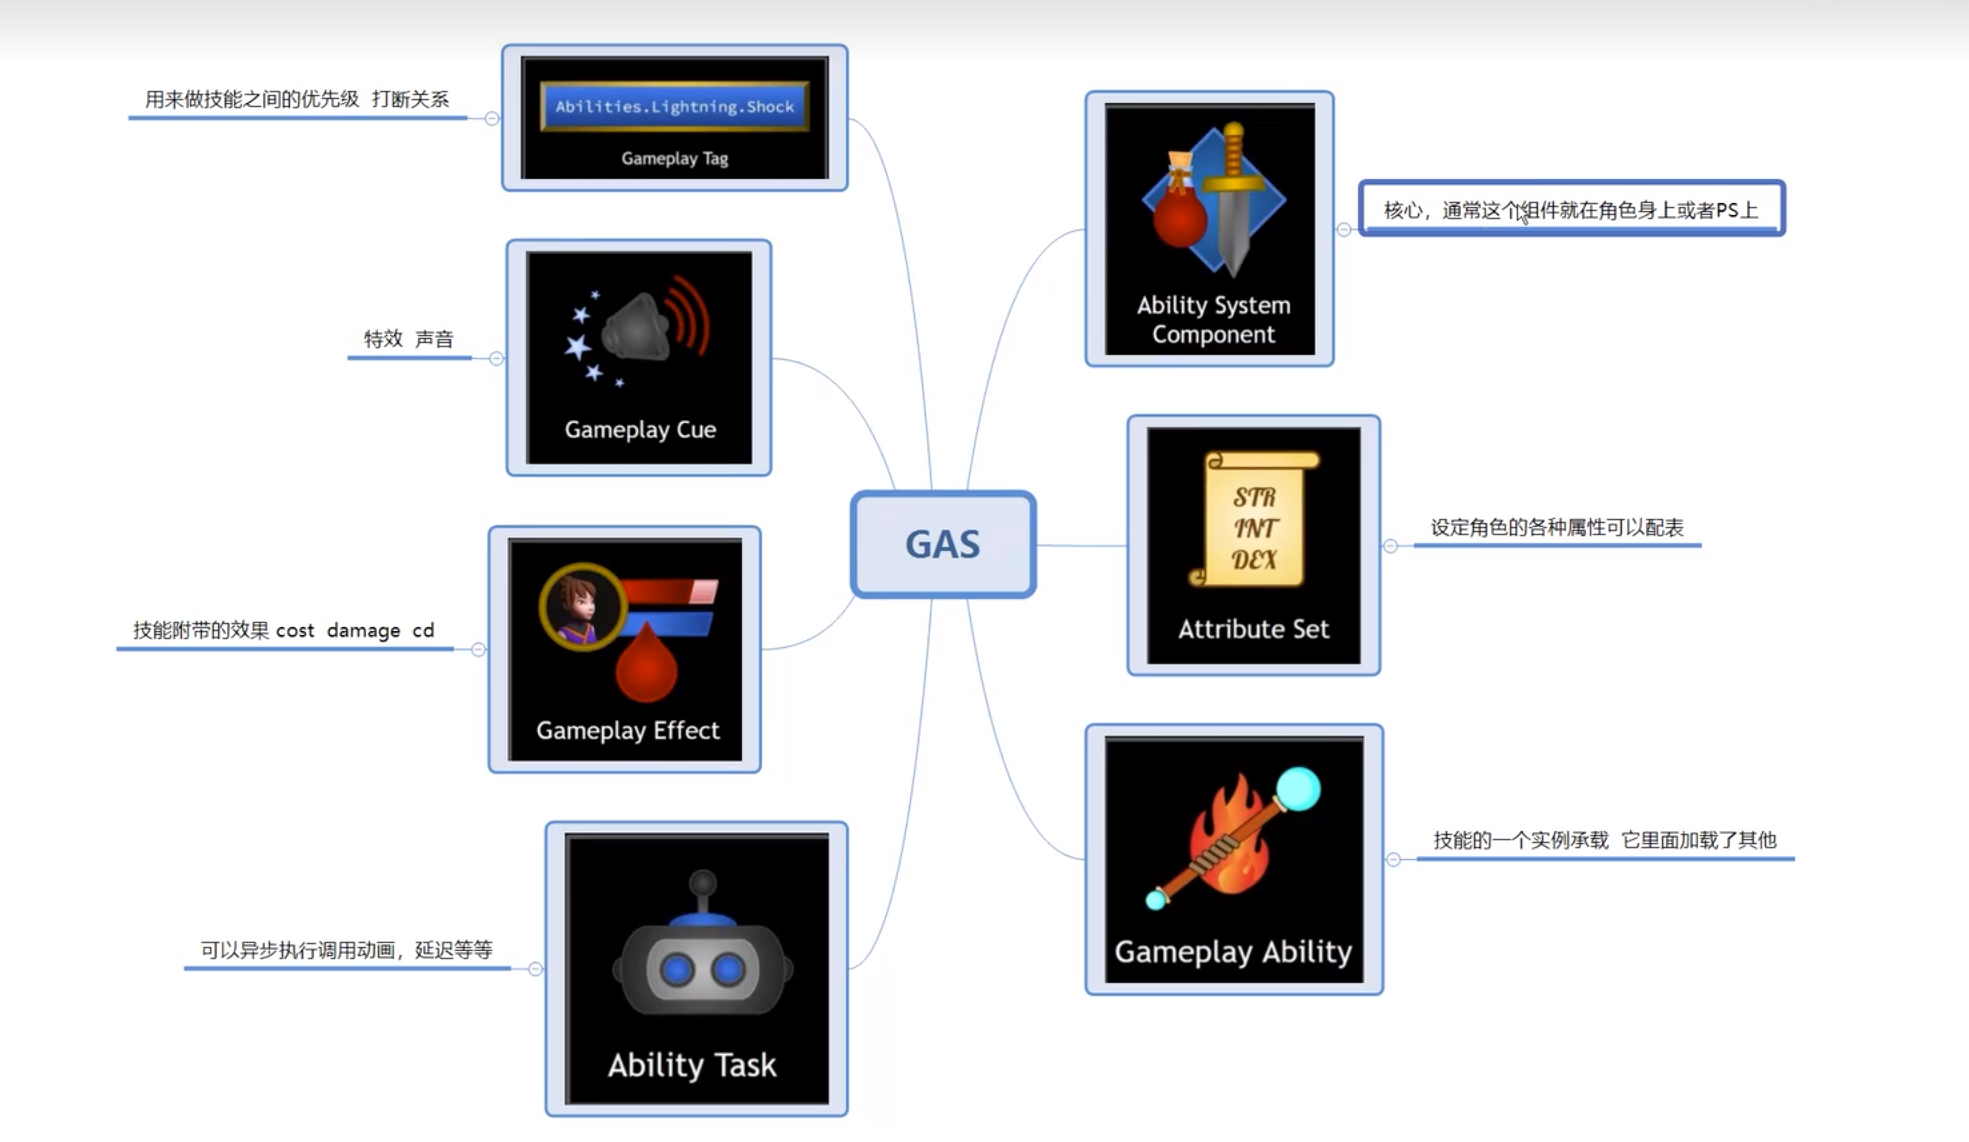 用来做技能之间的优先级 打断关系
Abilities.Lightning.Shock
Gameplay Tag
特效 声音
Gameplay Cue
技能附带的效果 cost damage cd
Gameplay Effect
可以异步执行调用动画，延迟等等
Ability Task
GAS
Ability System
Component
核心，通常这个组件就在角色身上或者PS上
STR
INT
DEX
Attribute Set
设定角色的各种属性可以配表
Gameplay Ability
技能的一个实例承载 它里面加载了其他